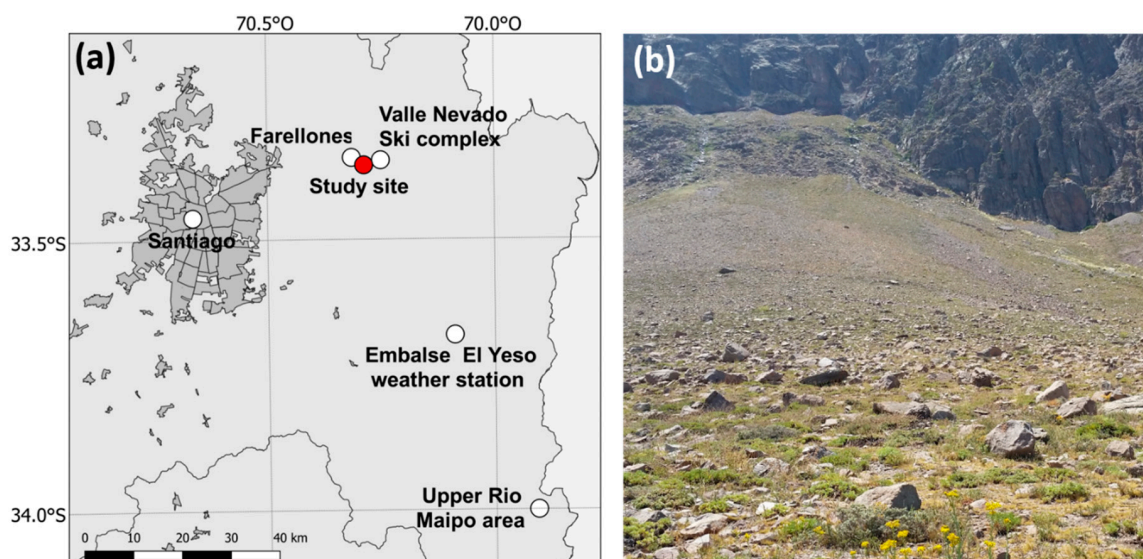 70.5°O
70.0°O
(a)
Valle Nevado
Ski complex
Farellones
Study site
33.5°S
Santiago
Embalse El Yeso
weather station
Upper Rio
Maipo area
34.0°S
0 10 20 30 40 km
(b)